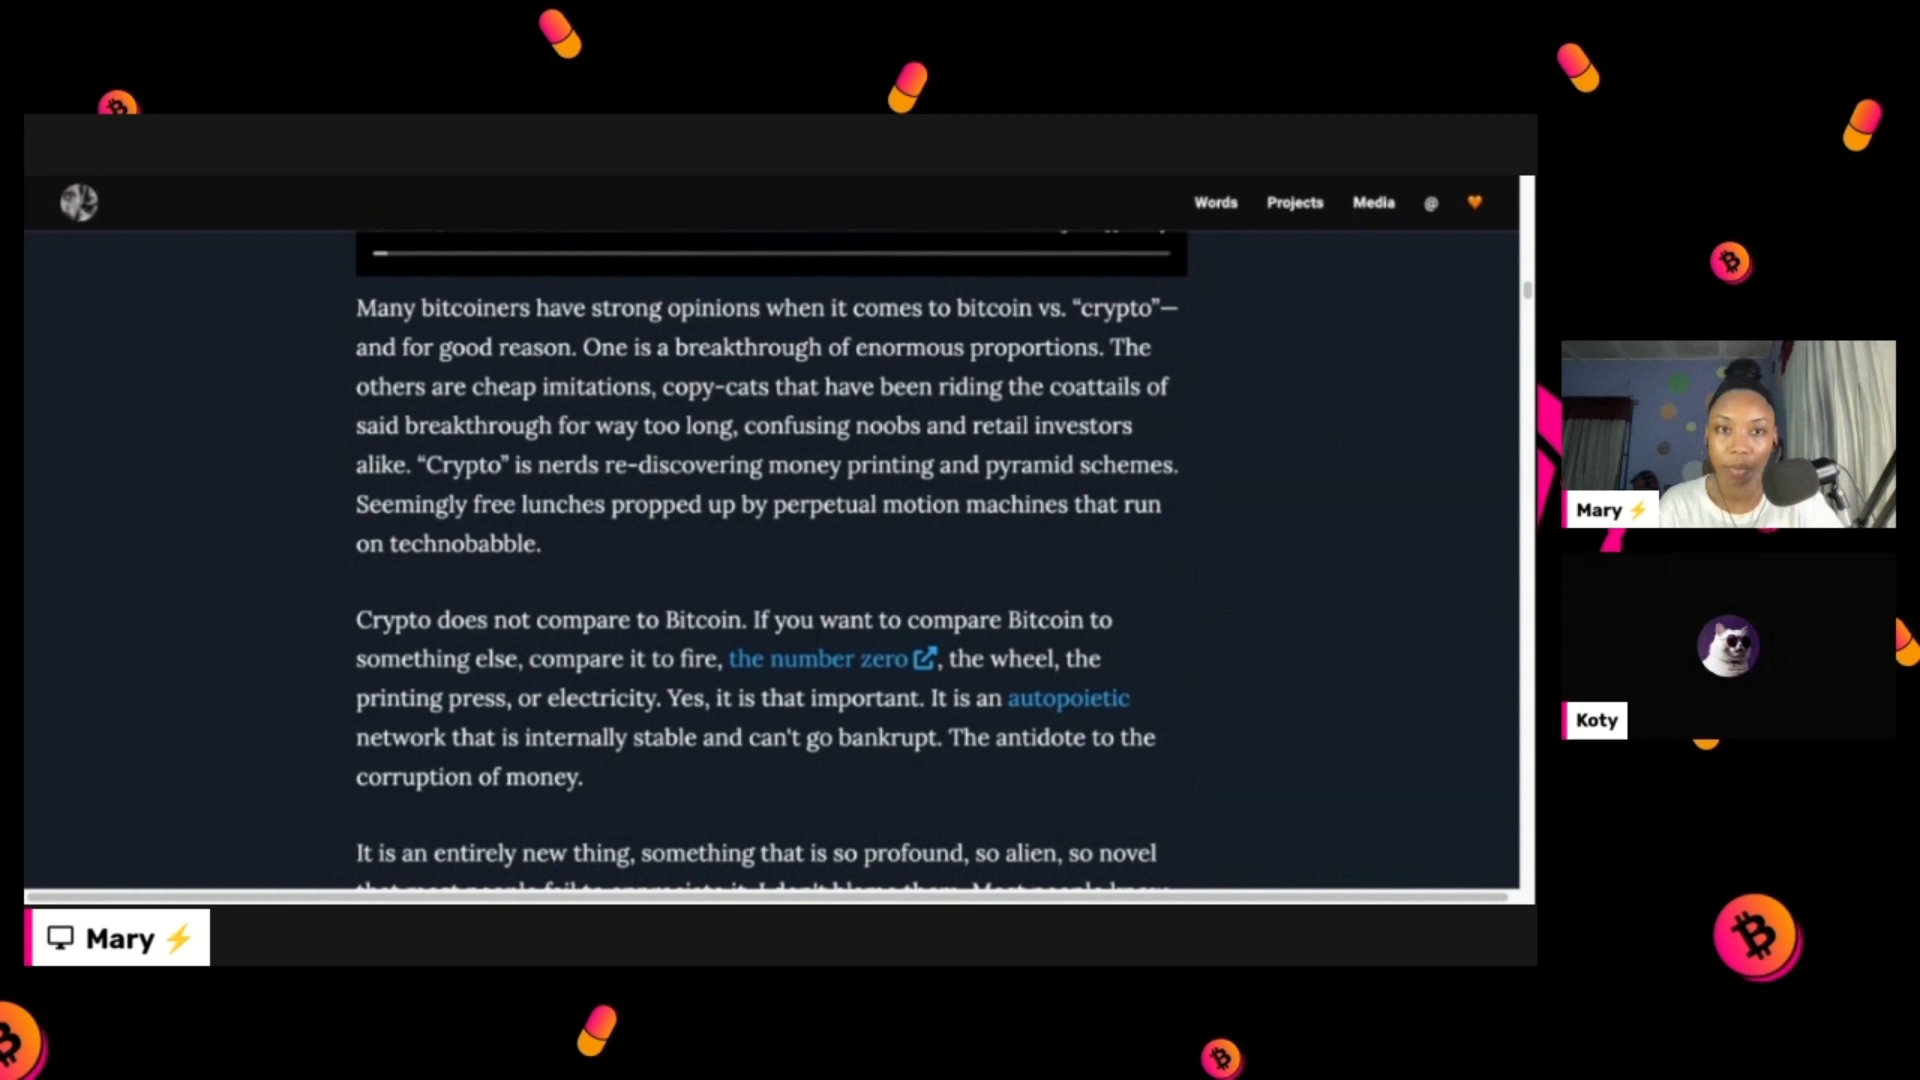 Words Projects Media @
Many bitcoiners have strong opinions when it comes to bitcoin vs. “crypto”—
and for good reason. One is a breakthrough of enormous proportions. The
others are cheap imitations, copy-cats that have been riding the coattails of
said breakthrough for way too long, confusing noobs and retail investors
alike. “Crypto” is nerds re-discovering money printing and pyramid schemes.
Seemingly free lunches propped up by perpetual motion machines that run
on technobabble.
Crypto does not compare to Bitcoin. If you want to compare Bitcoin to
something else, compare it to fire, the number zero, the wheel, the
printing press, or electricity. Yes, it is that important. It is an autopoietic
network that is internally stable and can't go bankrupt. The antidote to the
corruption of money.
It is an entirely new thing, something that is so profound, so alien, so novel
Mary ⚡
Koty
Mary ⚡